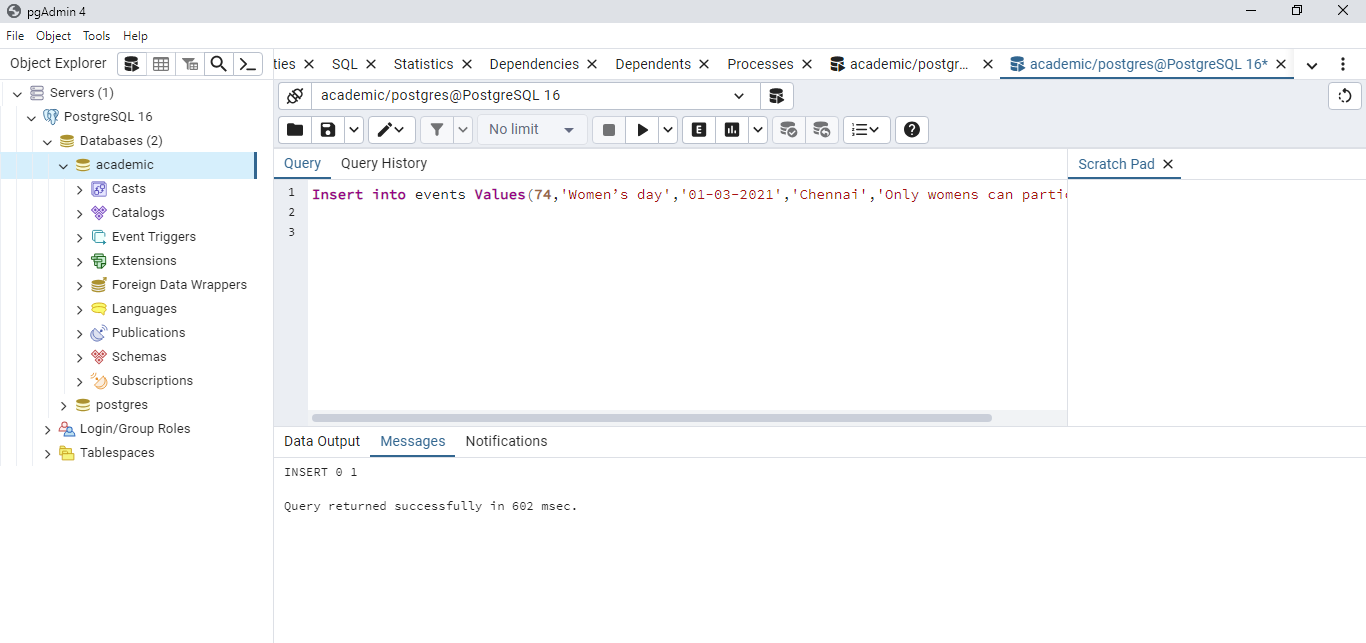 pgAdmin 4
File Object Tools Help
Object Explorer
ties SQL Statistics Dependencies Dependents Processes academic/postgr... academic/postgres@PostgreSQL 16*
Servers (1)
PostgreSQL 16
Databases (2)
academic
Casts
Catalogs
Event Triggers
Extensions
Foreign Data Wrappers
Languages
Publications
Schemas
Subscriptions
postgres
Login/Group Roles
Tablespaces
academic/postgres@PostgreSQL 16
No limit
E
Query Query History
Scratch Pad
1 Insert into events Values(74,'Women’s day','01-03-2021','Chennai','Only womens can partic
2
3
Data Output Messages Notifications
INSERT 0 1
Query returned successfully in 602 msec.